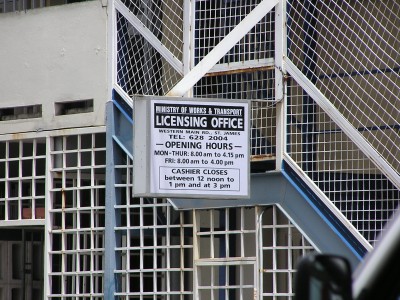 MINISTRY OF WORKS & TRANSPORT
LICENSING OFFICE
WESTERN MAIN RD., ST. JAMES
TEL: 628 2004
OPENING HOURS
MON-THUR: 8.00 am to 4.15 pm
FRI: 8.00 am to 4.00 pm
CASHIER CLOSES
between 12 noon to
1 pm and at 3 pm